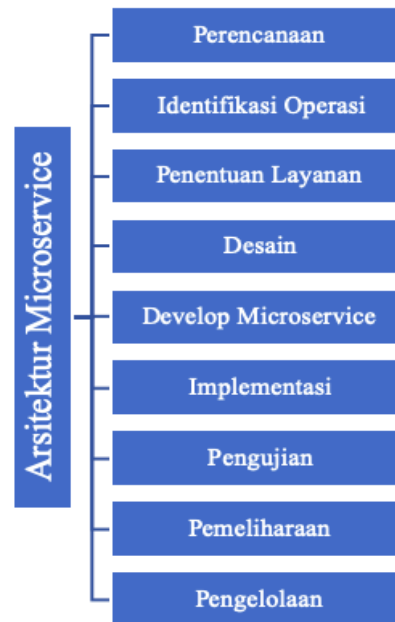 Arsitektur Microservice
Perencanaan
Identifikasi Operasi
Penentuan Layanan
Desain
Develop Microservice
Implementasi
Pengujian
Pemeliharaan
Pengelolaan